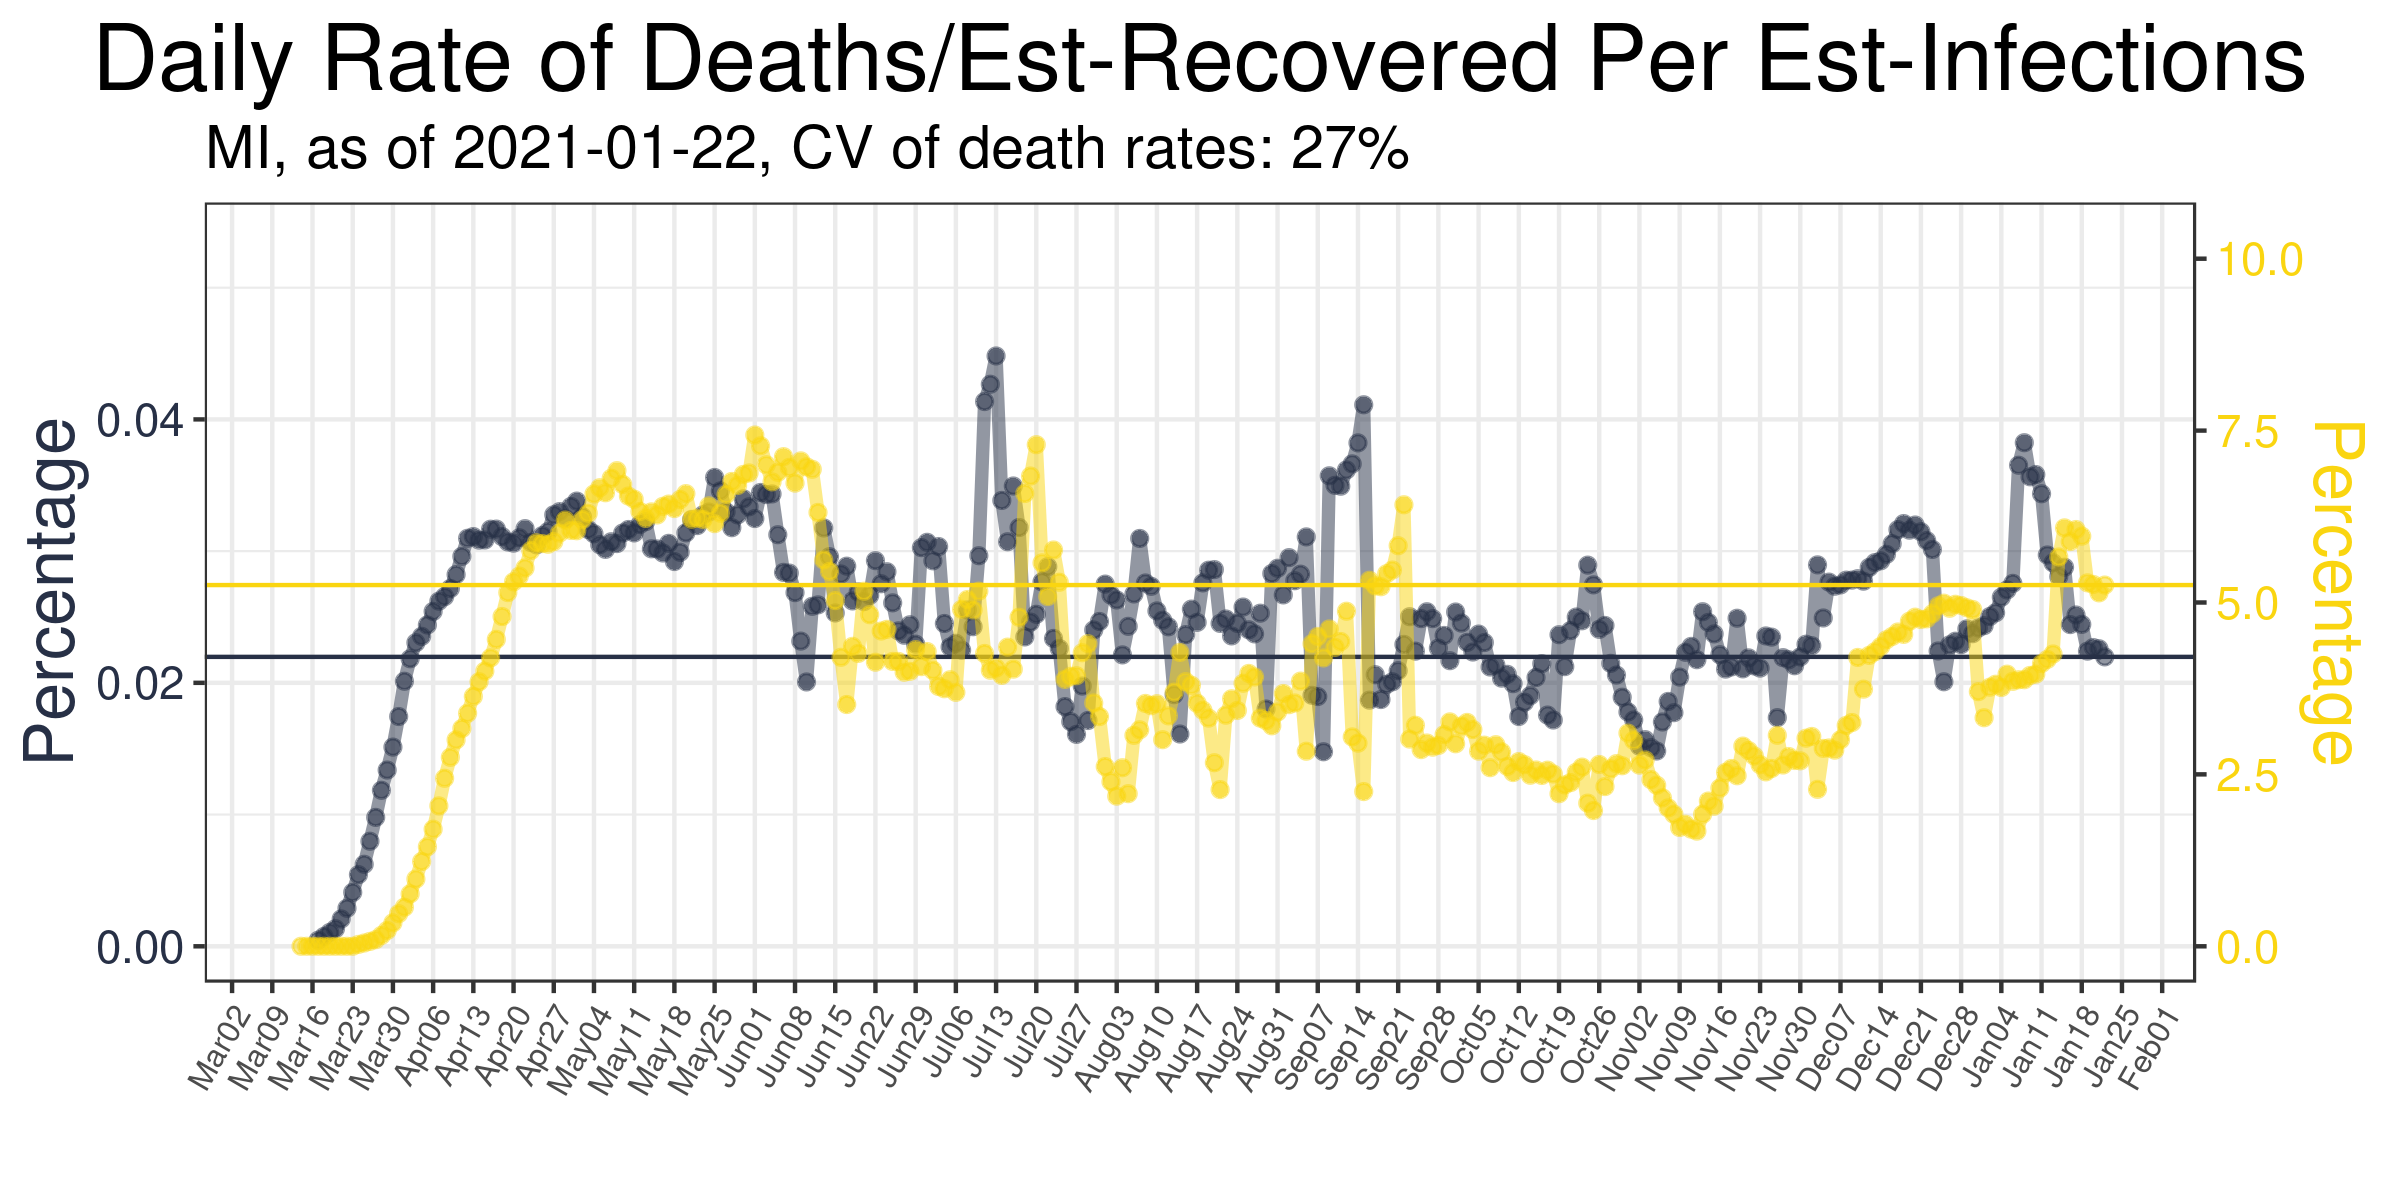 Daily Rate of Deaths/Est-Recovered Per Est-Infections
MI, as of 2021-01-22, CV of death rates: 27%
Percentage
0.04
0.02
0.00
10.0
7.5
5.0
2.5
0.0
Percentage
Mar02
Mar09
Mar16
Mar23
Mar30
Apr06
Apr13
Apr20
Apr27
May04
May11
May18
May25
Jun01
Jun08
Jun15
Jun22
Jun29
Jul06
Jul13
Jul20
Jul27
Aug03
Aug10
Aug17
Aug24
Aug31
Sep07
Sep14
Sep21
Sep28
Oct05
Oct12
Oct19
Oct26
Nov02
Nov09
Nov16
Nov23
Nov30
Dec07
Dec14
Dec21
Dec28
Jan04
Jan11
Jan18
Jan25
Feb01